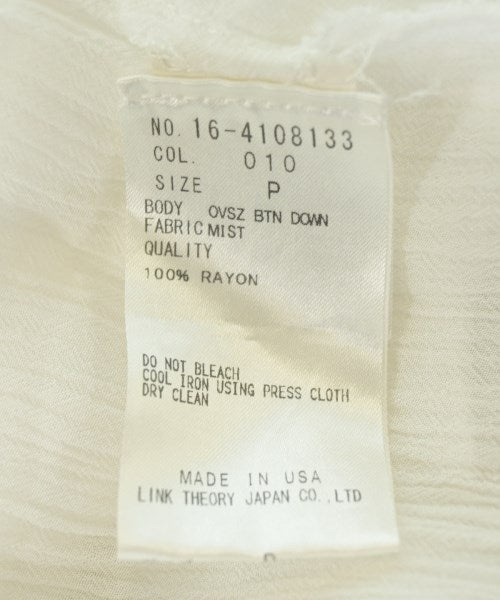 NO. 16-4108133
COL. 010
SIZE P
BODY OVSZ BTN DOWN
FABRIC MIST
QUALITY
100% RAYON
DO NOT BLEACH
COOL IRON USING PRESS CLOTH
DRY CLEAN
MADE IN USA
LINK THEORY JAPAN CO.,LTD